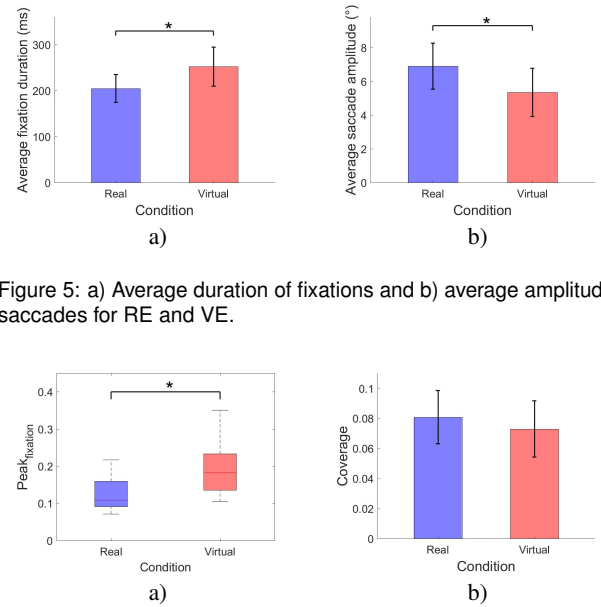 Average fixation duration (ms)
300
200
100
0
*
Real
Virtual
Condition
a)
Average saccade amplitude (°)
8
6
4
2
0
*
Real
Virtual
Condition
b)
Figure 5: a) Average duration of fixations and b) average amplitud
saccades for RE and VE.
Peak fixation
0.4
0.3
0.2
0.1
0
*
Real
Virtual
Condition
a)
Coverage
0.1
0.08
0.06
0.04
0.02
0
Real
Virtual
Condition
b)